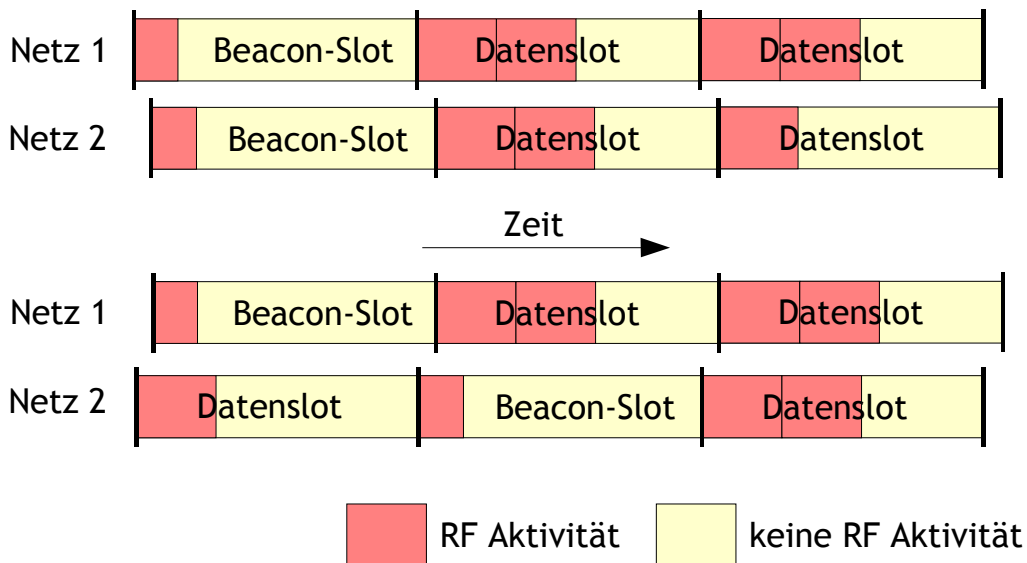 Netz 1 Beacon-Slot Datenslot Datenslot
Netz 2 Beacon-Slot Datenslot Datenslot
Zeit
Netz 1 Beacon-Slot Datenslot Datenslot
Netz 2 Datenslot Beacon-Slot Datenslot
RF Aktivität keine RF Aktivität